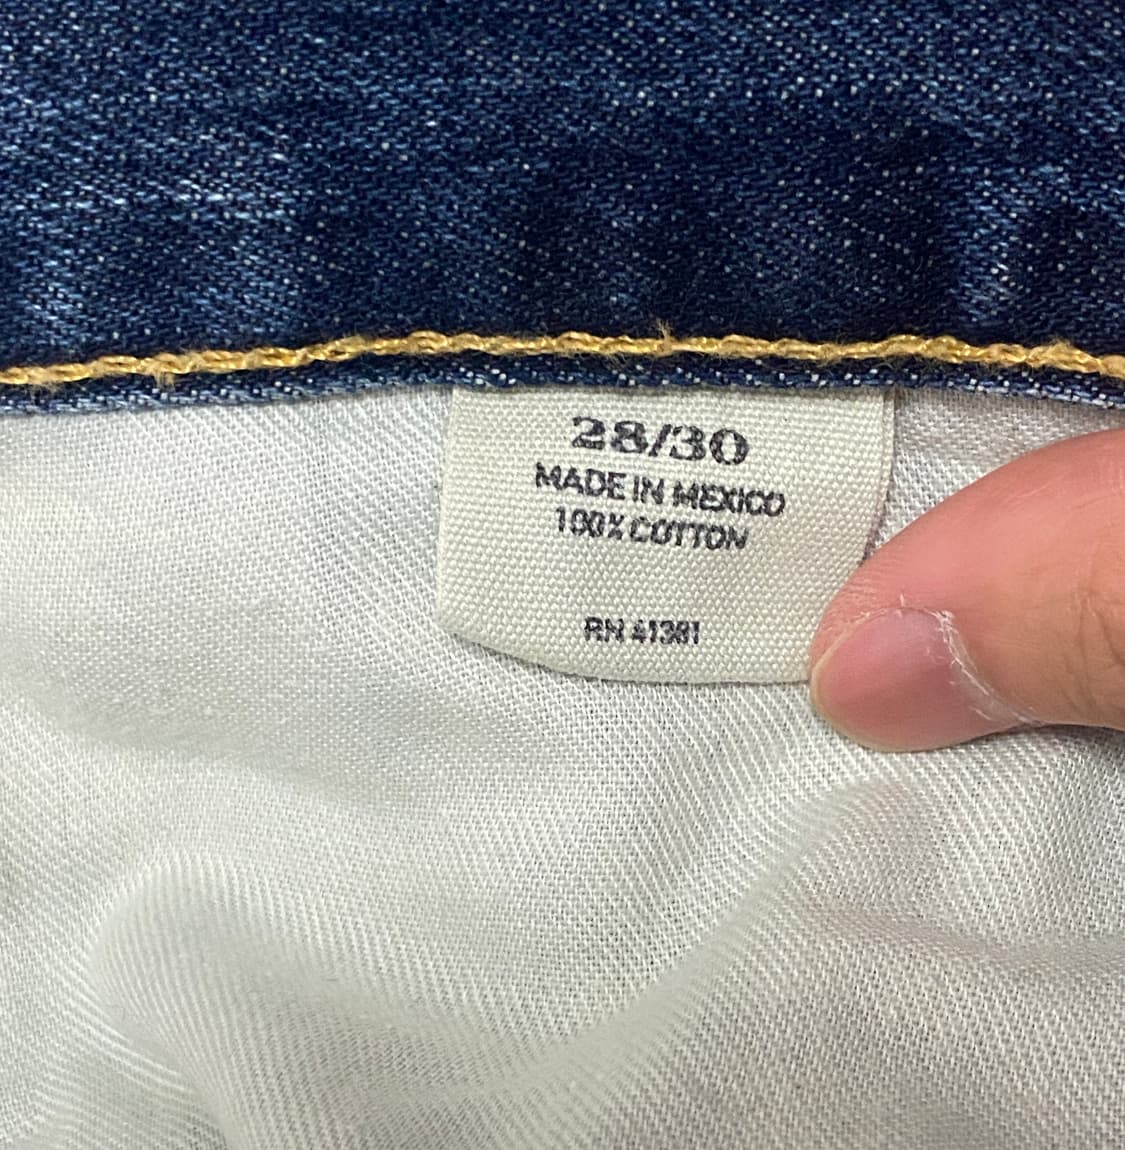 28/30
MADE IN MEXICO
100% COTTON
RN 41381